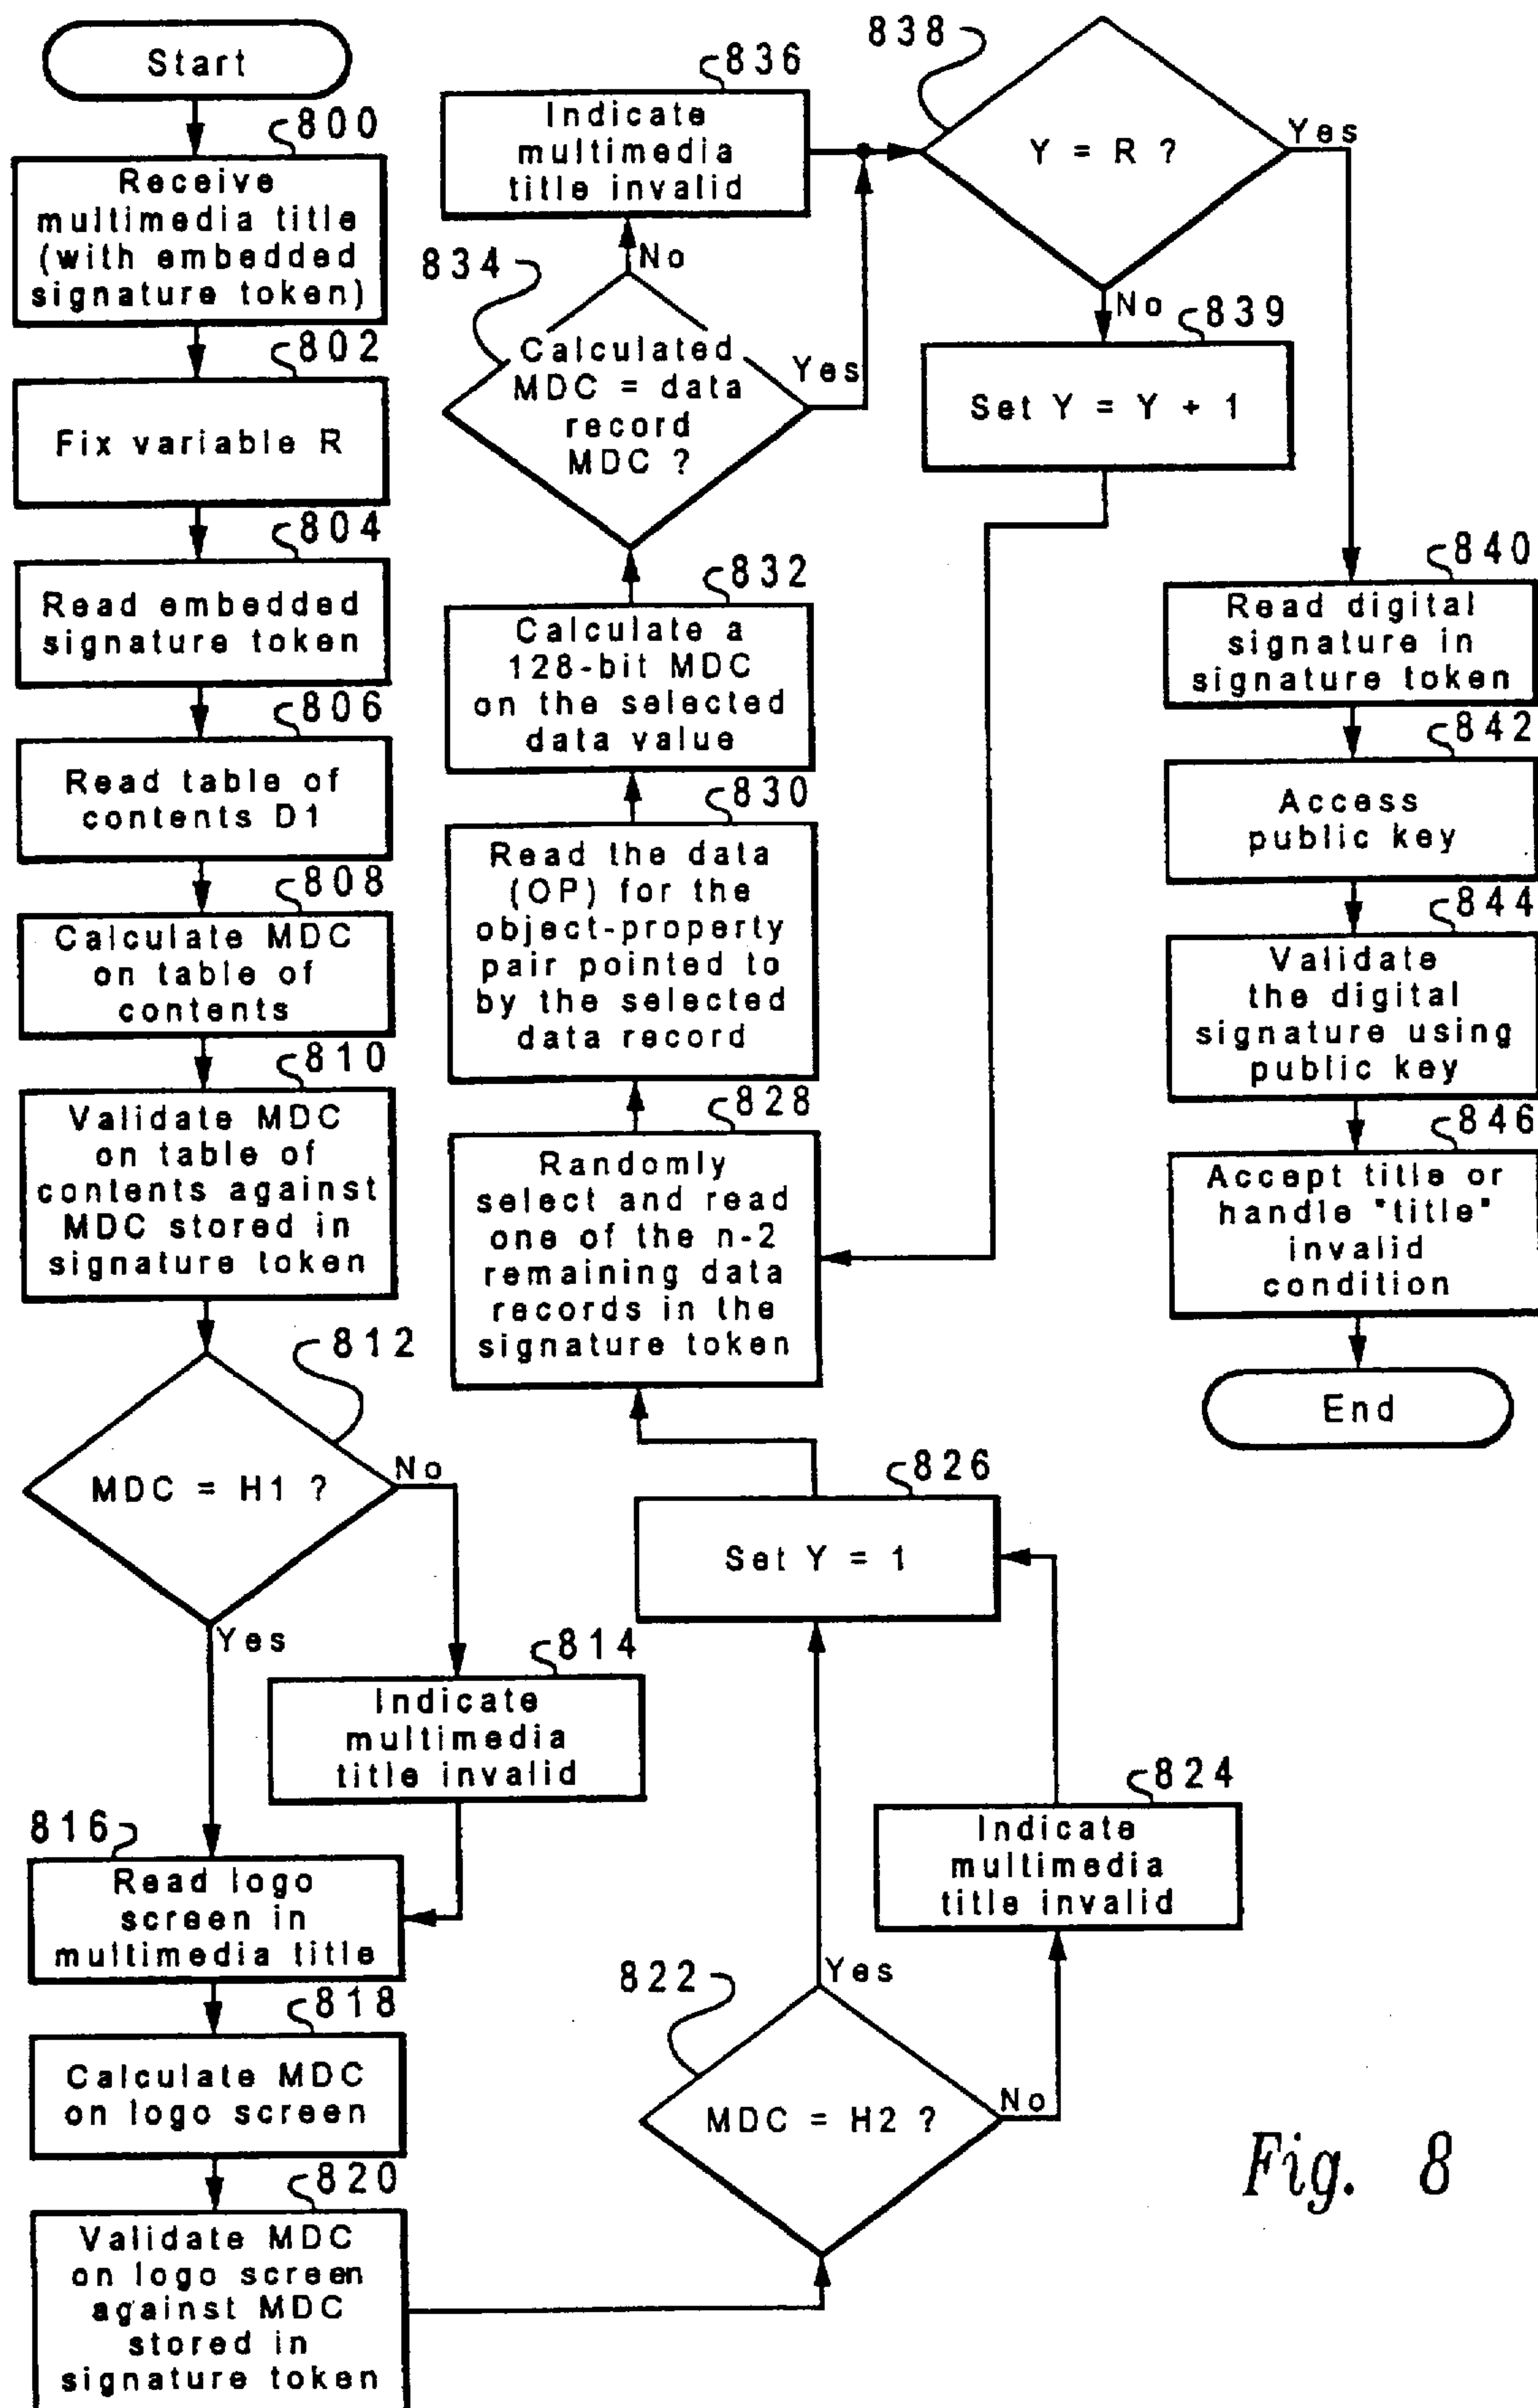 Start
800
Receive
multimedia title
(with embedded
signature token)
802
Fix variable R
804
Read embedded
signature token
806
Read table of
contents D1
808
Calculate MDC
on table of
contents
810
Validate MDC
on table of
contents against
MDC stored in
signature token
812
MDC = H1 ?
No
Yes
814
Indicate
multimedia
title invalid
816
Read logo
screen in
multimedia title
818
Calculate MDC
on logo screen
820
Validate MDC
on logo screen
against MDC
stored in
signature token
822
MDC = H2 ?
Yes
No
824
Indicate
multimedia
title invalid
826
Set Y = 1
828
Randomly
select and read
one of the n-2
remaining data
records in the
signature token
830
Read the data
(OP) for the
object-property
pair pointed to
by the selected
data record
832
Calculate a
128-bit MDC
on the selected
data value
834
Calculated
MDC = data
record
MDC ?
No
Yes
836
Indicate
multimedia
title invalid
838
Y = R ?
Yes
No
839
Set Y = Y + 1
840
Read digital
signature in
signature token
842
Access
public key
844
Validate
the digital
signature using
public key
846
Accept title or
handle "title"
invalid
condition
End
Fig. 8